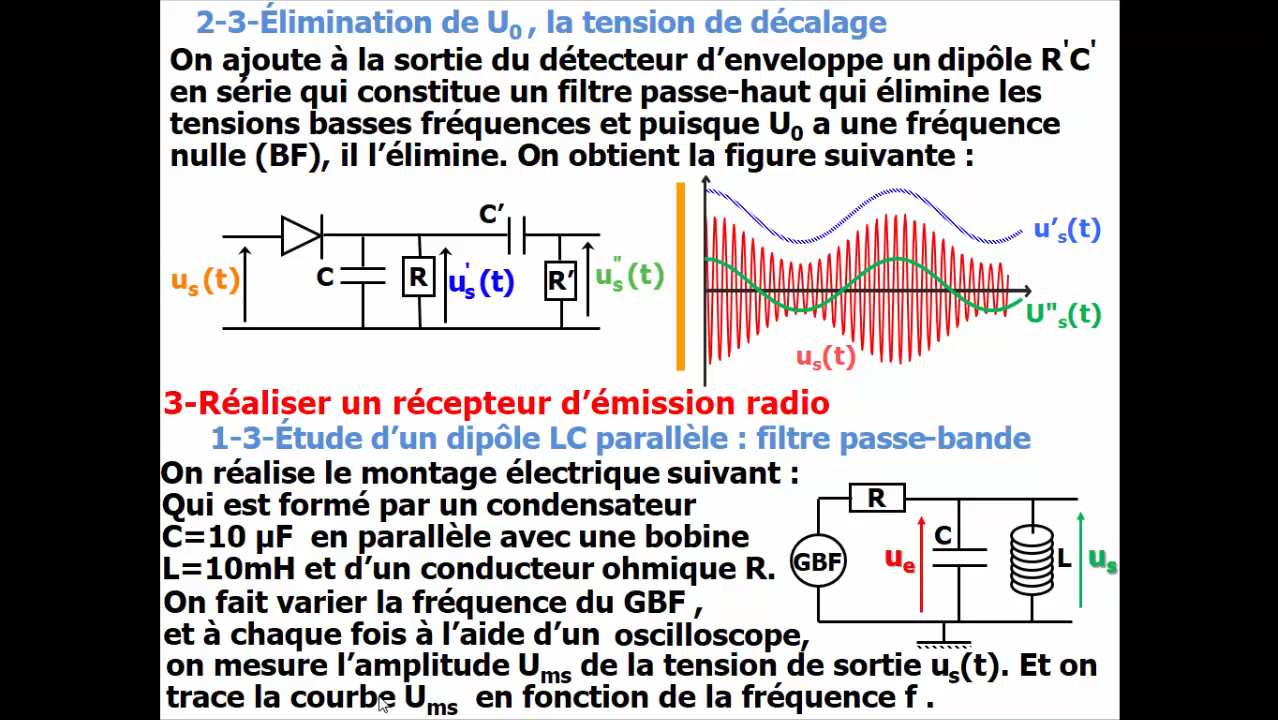 2-3-Élimination de U₀ , la tension de décalage
On ajoute à la sortie du détecteur d’enveloppe un dipôle R'C'
en série qui constitue un filtre passe-haut qui élimine les
tensions basses fréquences et puisque U₀ a une fréquence
nulle (BF), il l’élimine. On obtient la figure suivante :
C’
uₛ(t)
C
R
uₛ'(t)
R’
uₛ"(t)
u’ₛ(t)
U"ₛ(t)
uₛ(t)
3-Réaliser un récepteur d’émission radio
1-3-Étude d’un dipôle LC parallèle : filtre passe-bande
On réalise le montage électrique suivant :
Qui est formé par un condensateur
C=10 µF en parallèle avec une bobine
L=10mH et d’un conducteur ohmique R.
On fait varier la fréquence du GBF ,
et à chaque fois à l’aide d’un oscilloscope,
on mesure l’amplitude Uₘₛ de la tension de sortie uₛ(t). Et on
trace la courbe Uₘₛ en fonction de la fréquence f .
R
GBF
uₑ
C
L
uₛ